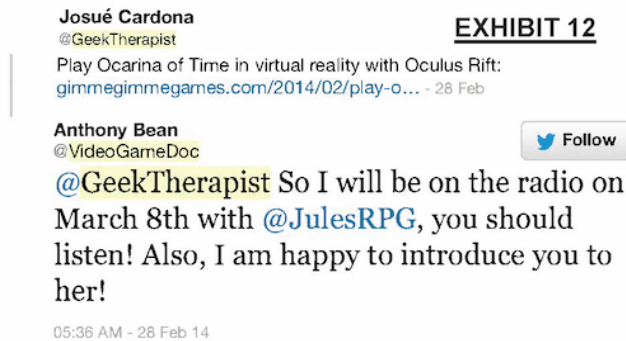 Josué Cardona
EXHIBIT 12
@GeekTherapist
Play Ocarina of Time in virtual reality with Oculus Rift:
gimmegimmegames.com/2014/02/play-o... - 28 Feb
Anthony Bean
@VideoGameDoc
Follow
@GeekTherapist So I will be on the radio on
March 8th with @JulesRPG, you should
listen! Also, I am happy to introduce you to
her!
05:36 AM - 28 Feb 14